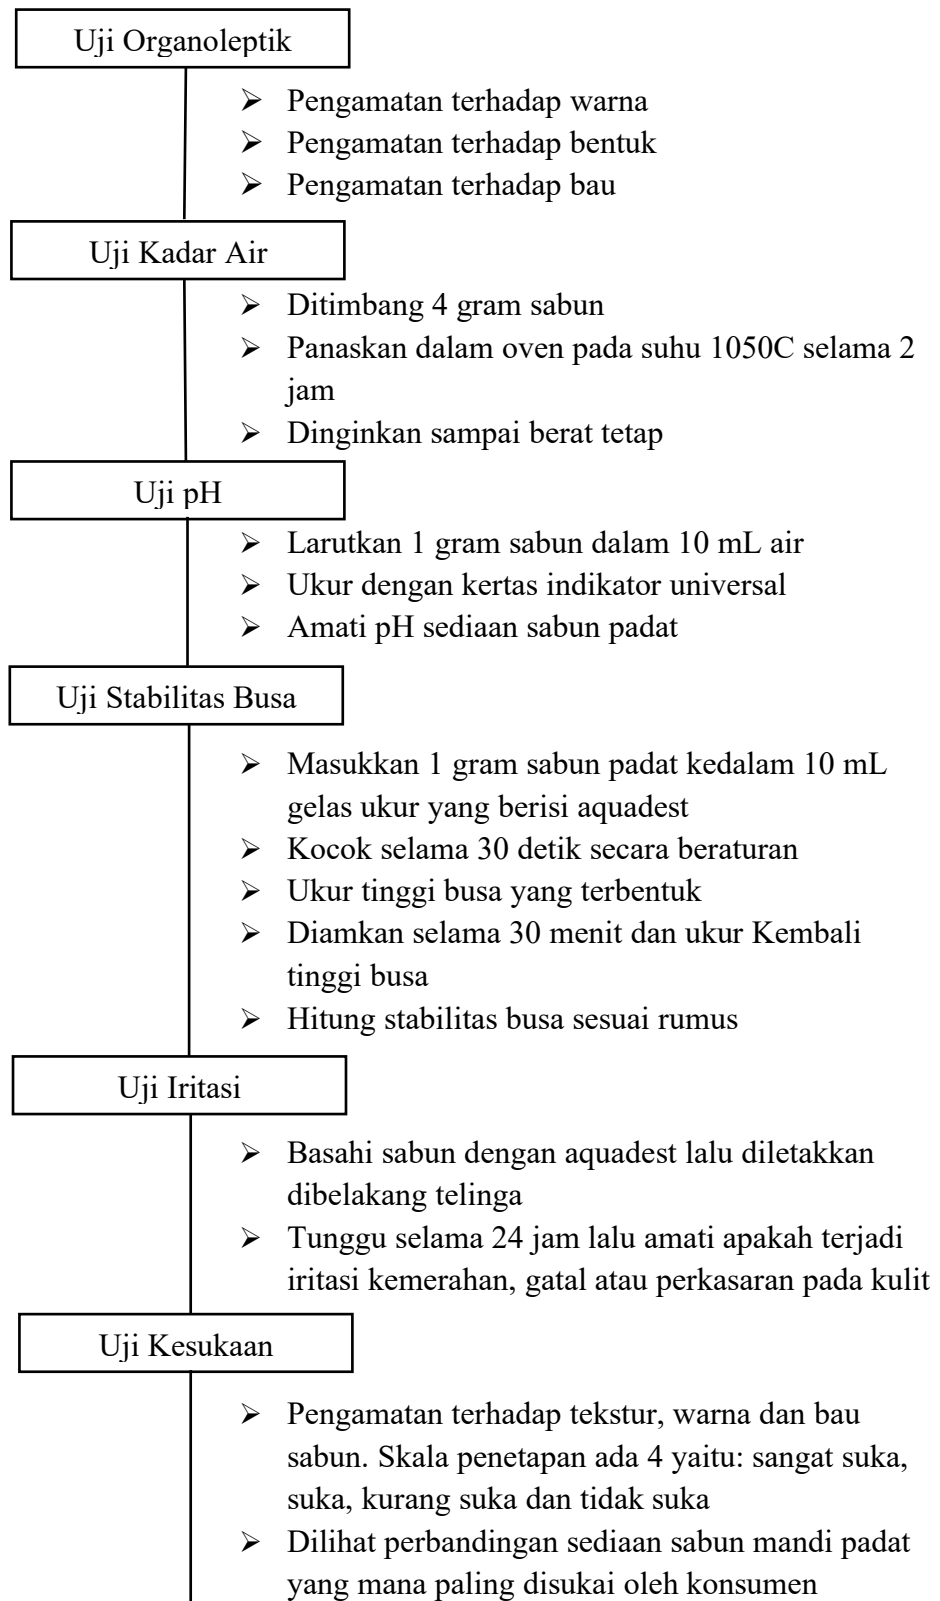 Uji Organoleptik
➢ Pengamatan terhadap warna
➢ Pengamatan terhadap bentuk
➢ Pengamatan terhadap bau
Uji Kadar Air
➢ Ditimbang 4 gram sabun
➢ Panaskan dalam oven pada suhu 1050C selama 2
jam
➢ Dinginkan sampai berat tetap
Uji pH
➢ Larutkan 1 gram sabun dalam 10 mL air
➢ Ukur dengan kertas indikator universal
➢ Amati pH sediaan sabun padat
Uji Stabilitas Busa
➢ Masukkan 1 gram sabun padat kedalam 10 mL
gelas ukur yang berisi aquadest
➢ Kocok selama 30 detik secara beraturan
➢ Ukur tinggi busa yang terbentuk
➢ Diamkan selama 30 menit dan ukur Kembali
tinggi busa
➢ Hitung stabilitas busa sesuai rumus
Uji Iritasi
➢ Basahi sabun dengan aquadest lalu diletakkan
dibelakang telinga
➢ Tunggu selama 24 jam lalu amati apakah terjadi
iritasi kemerahan, gatal atau perkasaran pada kulit
Uji Kesukaan
➢ Pengamatan terhadap tekstur, warna dan bau
sabun. Skala penetapan ada 4 yaitu: sangat suka,
suka, kurang suka dan tidak suka
➢ Dilihat perbandingan sediaan sabun mandi padat
yang mana paling disukai oleh konsumen